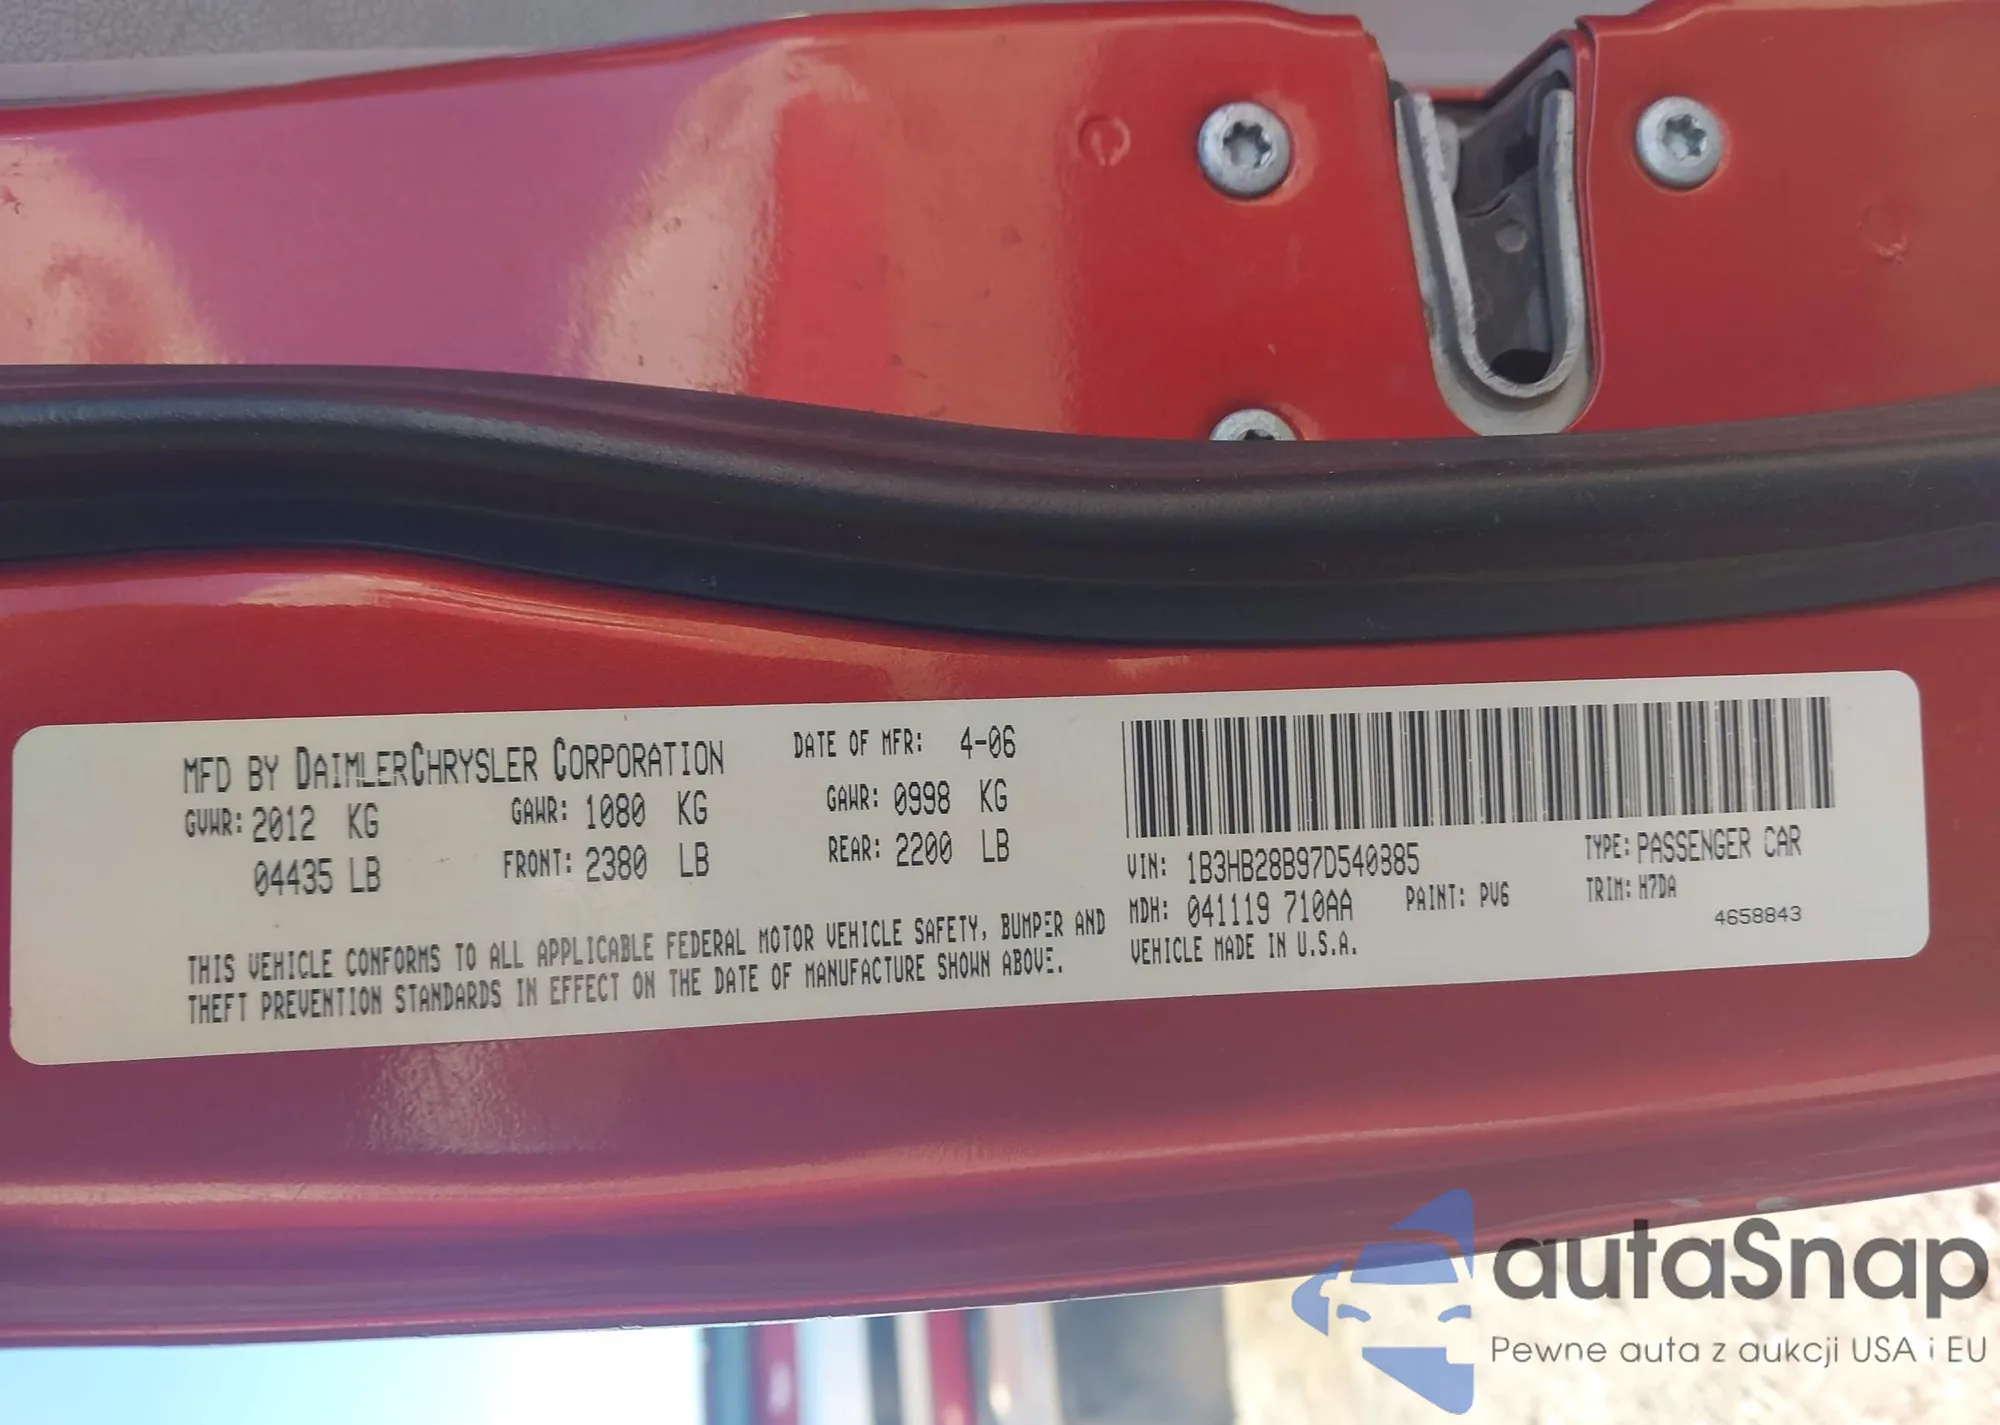 MFD BY DAIMLERCHRYSLER CORPORATION DATE OF MFR: 4-06
GVWR: 2012 KG GAWR: 1080 KG GAWR: 0998 KG
04435 LB FRONT: 2380 LB REAR: 2200 LB
THIS VEHICLE CONFORMS TO ALL APPLICABLE FEDERAL MOTOR VEHICLE SAFETY, BUMPER AND
THEFT PREVENTION STANDARDS IN EFFECT ON THE DATE OF MANUFACTURE SHOWN ABOVE.
VIN: 1B3HB28B97D540385 TYPE: PASSENGER CAR
MDH: 041119 710AA PAINT: PV6 TRIM: H7DA
VEHICLE MADE IN U.S.A. 4658843
autaSnap
Pewne auta z aukcji USA i EU